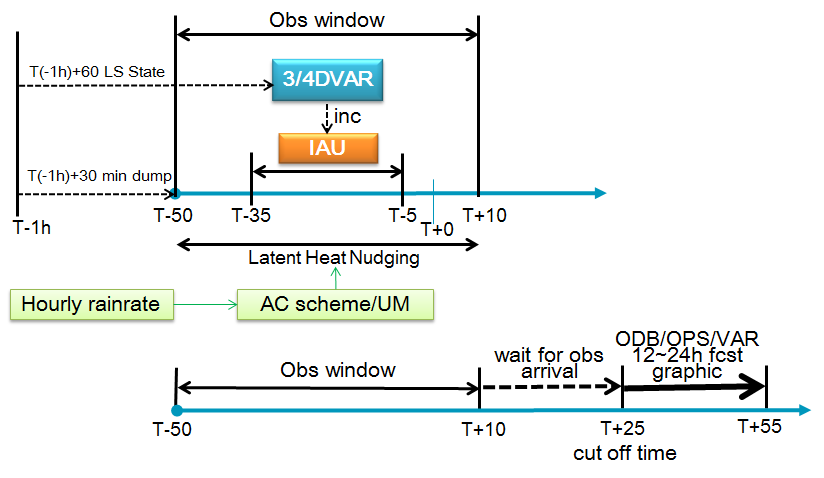 Obs window
T(-1h)+60 LS State
3/4DVAR
inc
IAU
T(-1h)+30 min dump
T-1h
T-50
T-35
T-5
T+0
T+10
Latent Heat Nudging
Hourly rainrate
AC scheme/UM
Obs window
wait for obs
arrival
ODB/OPS/VAR
12~24h fcst
graphic
T-50
T+10
T+25
T+55
cut off time